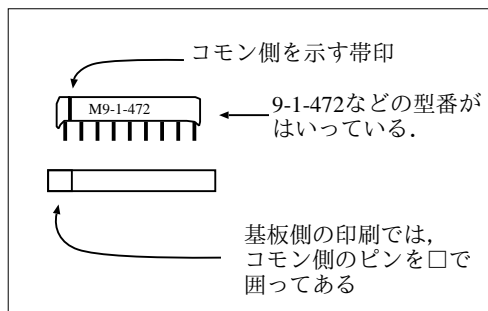 コモン側を示す帯印
M9-1-472
9-1-472などの型番が
はいっている．
基板側の印刷では，
コモン側のピンを□で
囲ってある